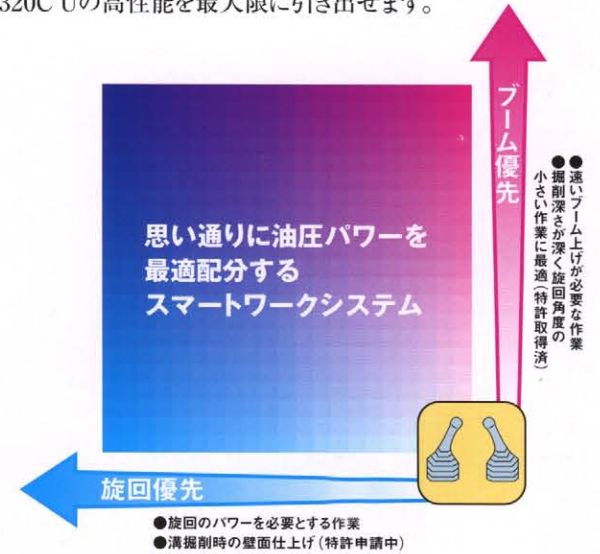 320C Uの高性能を最大限に引き出せます。
ブーム優先
●速いブーム上げが必要な作業
●掘削深さが深く旋回角度の
小さい作業に最適(特許取得済)
思い通りに油圧パワーを
最適配分する
スマートワークシステム
旋回優先
●旋回のパワーを必要とする作業
●溝掘削時の壁面仕上げ(特許申請中)